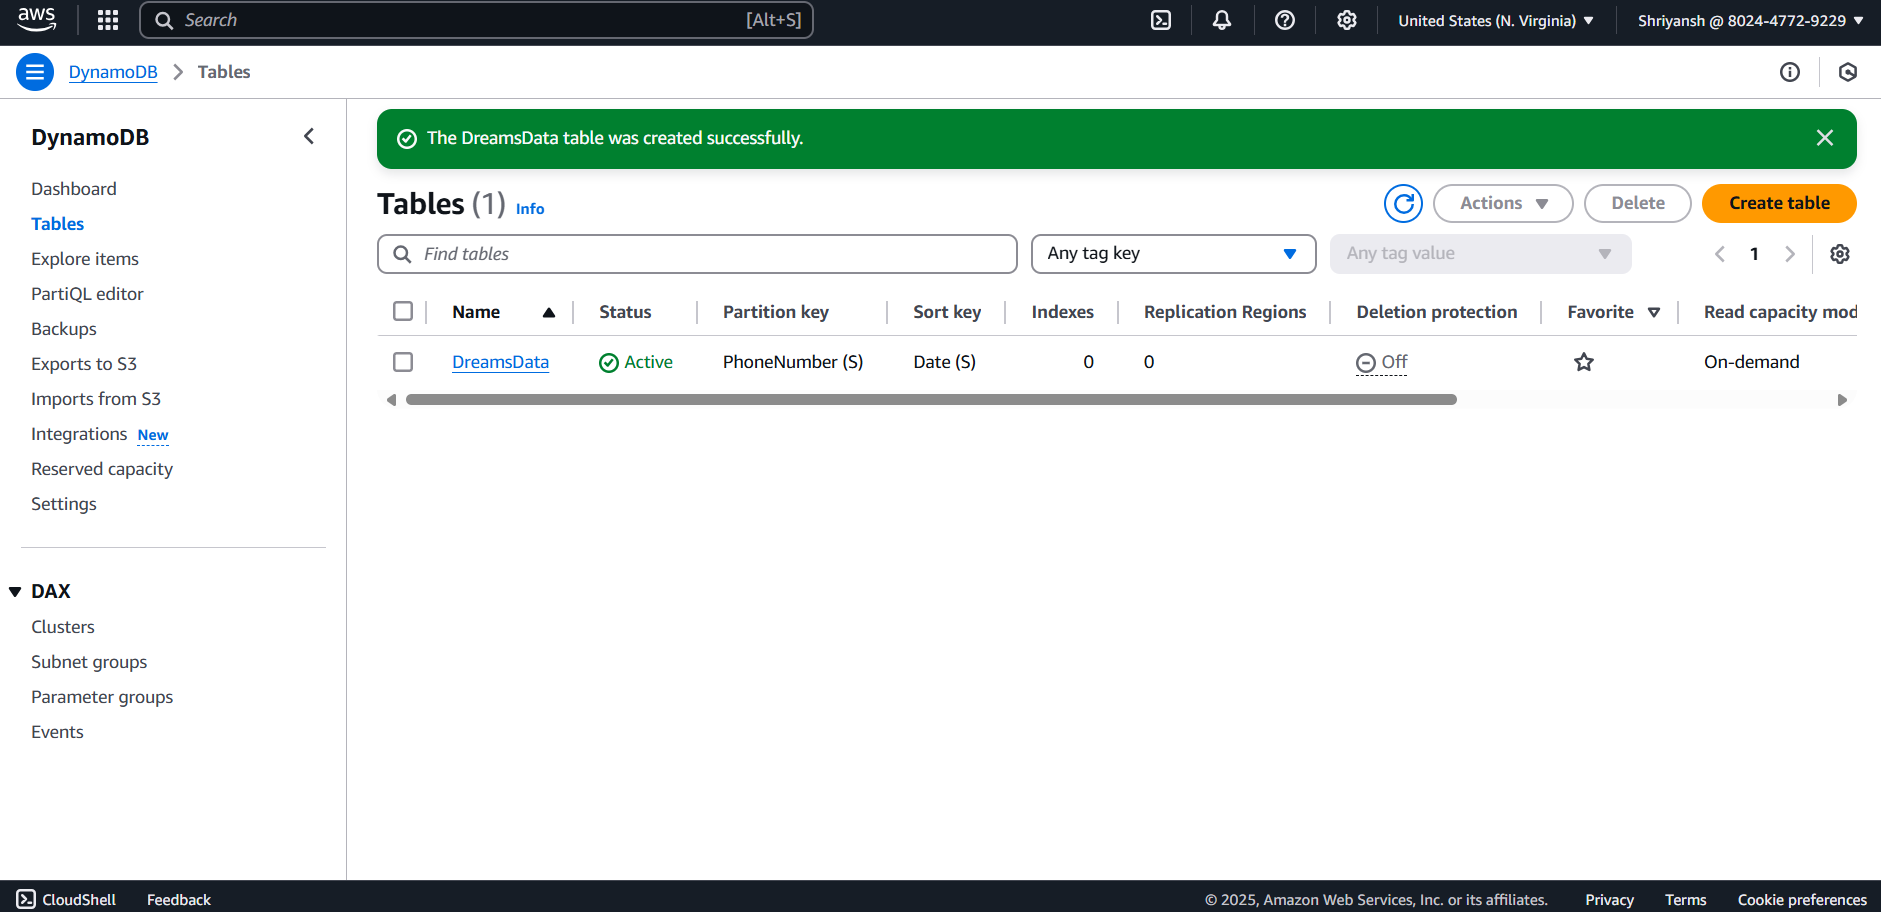 aws
Search [Alt+S]
United States (N. Virginia)
Shriyansh @ 8024-4772-9229
DynamoDB
Tables
DynamoDB
Dashboard
Tables
Explore items
PartiQL editor
Backups
Exports to S3
Imports from S3
Integrations New
Reserved capacity
Settings
DAX
Clusters
Subnet groups
Parameter groups
Events
The DreamsData table was created successfully.
Tables (1) Info
Actions
Delete
Create table
Find tables
Any tag key
Any tag value
1
Name Status Partition key Sort key Indexes Replication Regions Deletion protection Favorite Read capacity mod
DreamsData Active PhoneNumber (S) Date (S) 0 0 Off On-demand
CloudShell Feedback © 2025, Amazon Web Services, Inc. or its affiliates. Privacy Terms Cookie preferences